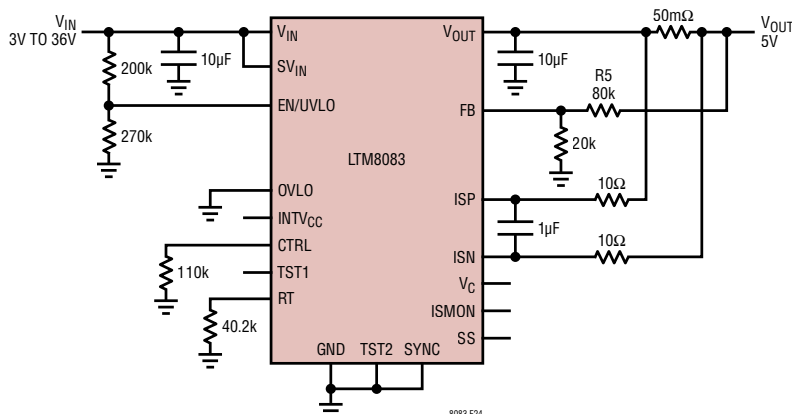 VIN
3V TO 36V
200k
10µF
270k
VIN
SVIN
EN/UVLO
OVLO
INTVCC
CTRL
TST1
RT
110k
40.2k
LTM8083
GND TST2 SYNC
VOUT
FB
ISP
ISN
VC
ISMON
SS
10µF
50mΩ
VOUT
5V
R5
80k
20k
10Ω
1µF
10Ω
8083 F24